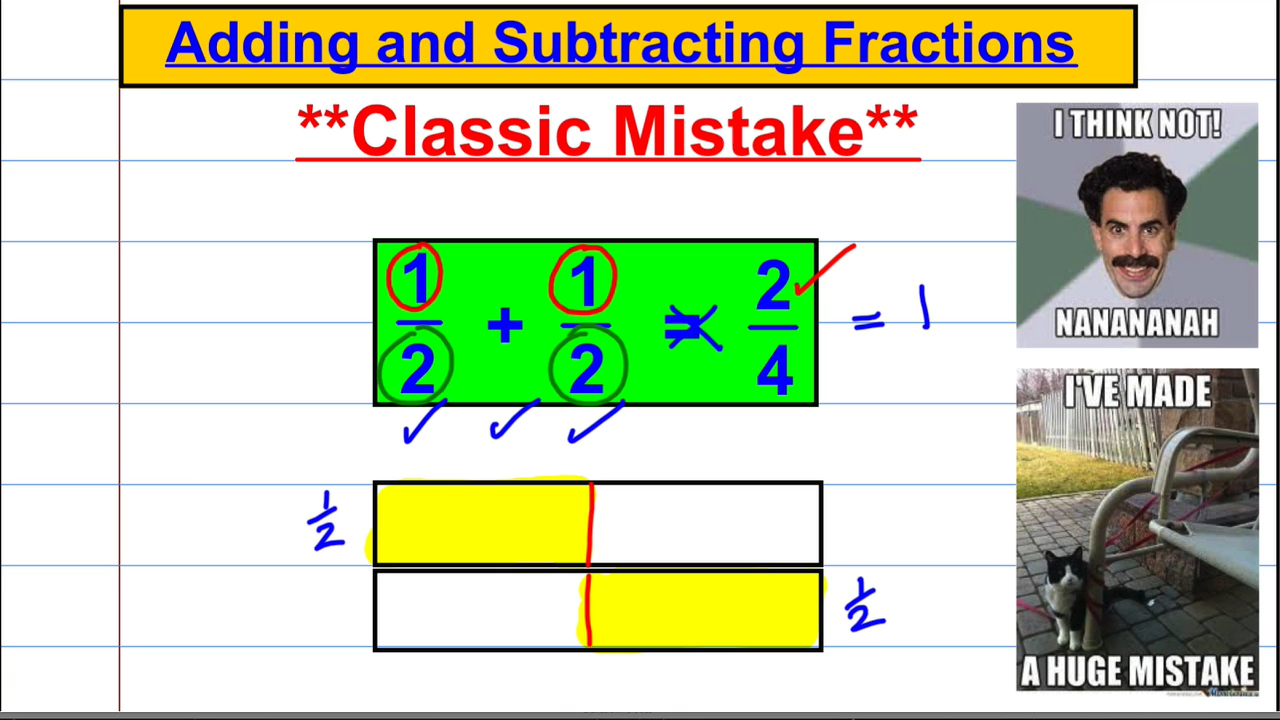 Adding and Subtracting Fractions
**Classic Mistake**
I THINK NOT!
NANANANAH
1/2 + 1/2 = 2/4 = 1
1/2
1/2
I'VE MADE
A HUGE MISTAKE